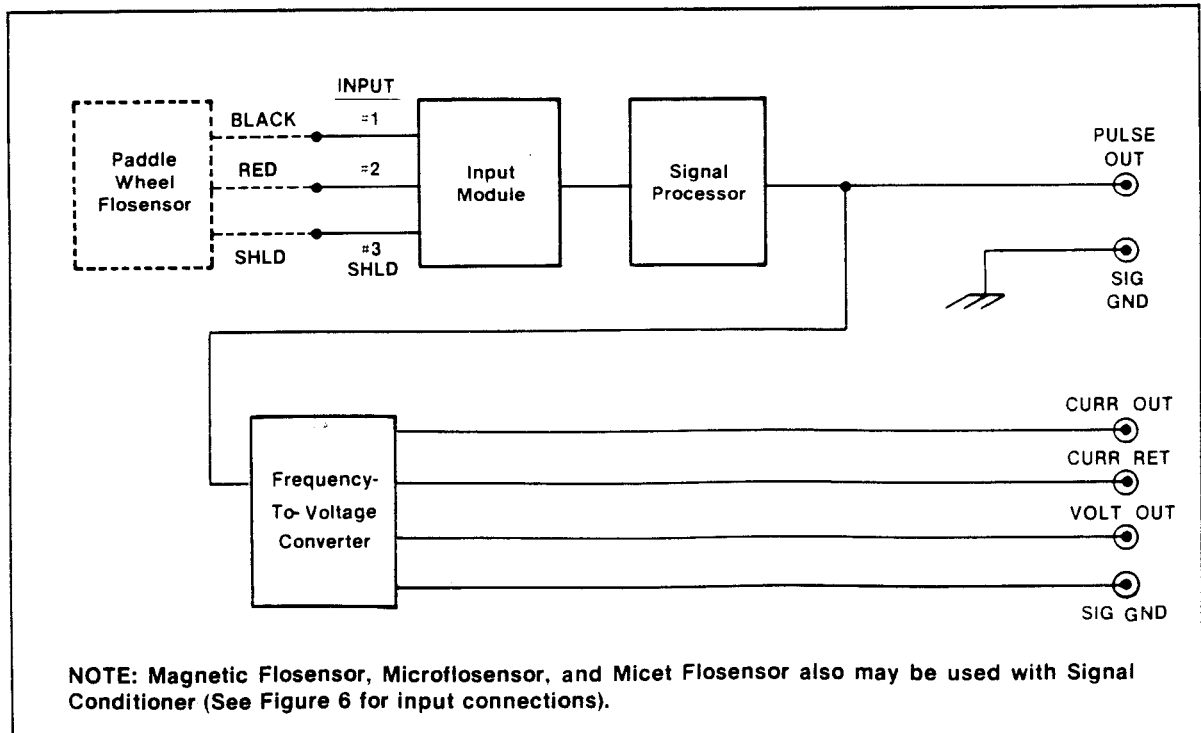 INPUT
BLACK
=1
Paddle
Wheel
Flosensor
RED
=2
SHLD
=3
SHLD
Input
Module
Signal
Processor
PULSE
OUT
SIG
GND
Frequency-
To-Voltage
Converter
CURR OUT
CURR RET
VOLT OUT
SIG GND
NOTE: Magnetic Flosensor, Microflosensor, and Micet Flosensor also may be used with Signal
Conditioner (See Figure 6 for input connections).